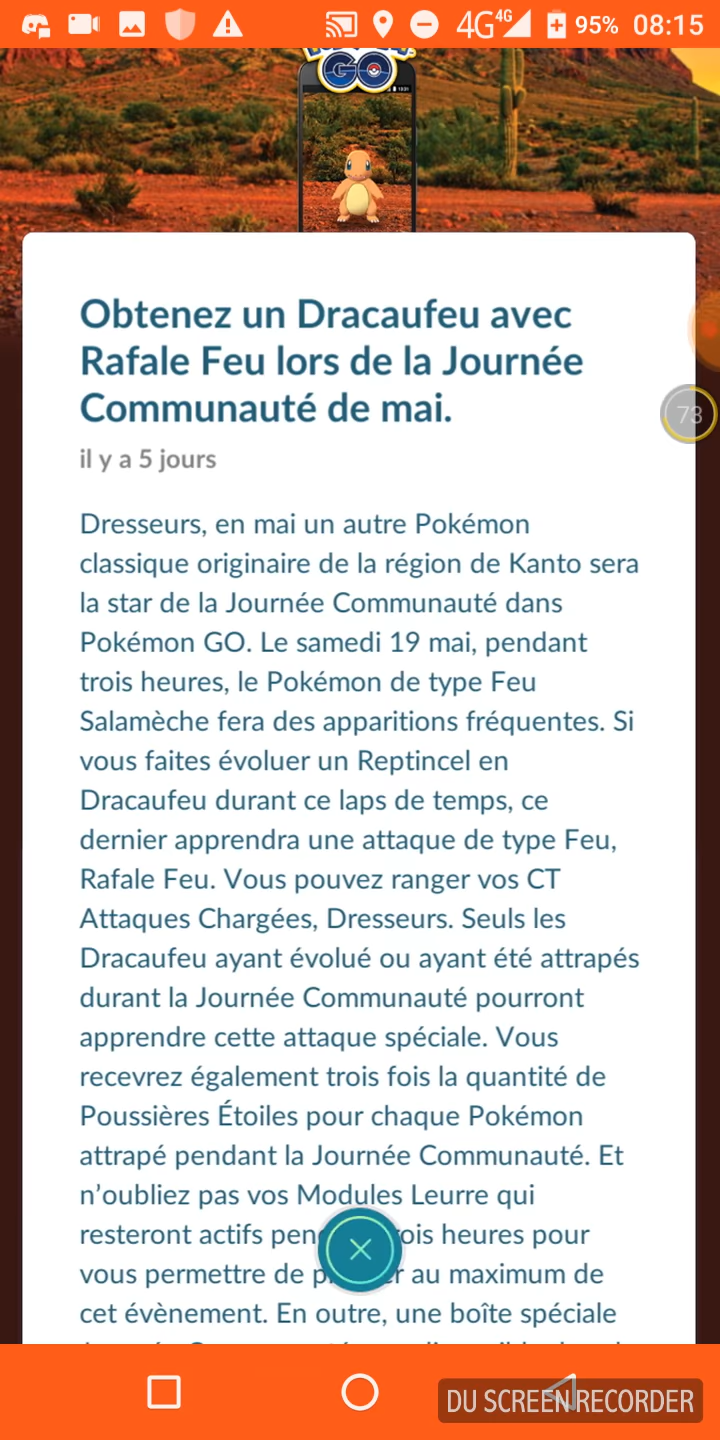 4G 4G 95% 08:15
GO
Obtenez un Dracaufeu avec
Rafale Feu lors de la Journée
Communauté de mai.
il y a 5 jours
73
Dresseurs, en mai un autre Pokémon
classique originaire de la région de Kanto sera
la star de la Journée Communauté dans
Pokémon GO. Le samedi 19 mai, pendant
trois heures, le Pokémon de type Feu
Salamèche fera des apparitions fréquentes. Si
vous faites évoluer un Reptincel en
Dracaufeu durant ce laps de temps, ce
dernier apprendra une attaque de type Feu,
Rafale Feu. Vous pouvez ranger vos CT
Attaques Chargées, Dresseurs. Seuls les
Dracaufeu ayant évolué ou ayant été attrapés
durant la Journée Communauté pourront
apprendre cette attaque spéciale. Vous
recevrez également trois fois la quantité de
Poussières Étoiles pour chaque Pokémon
attrapé pendant la Journée Communauté. Et
n'oubliez pas vos Modules Leurre qui
resteront actifs heures pour
vous permettre de au maximum de
cet évènement. En outre, une boîte spéciale
DU SCREEN RECORDER